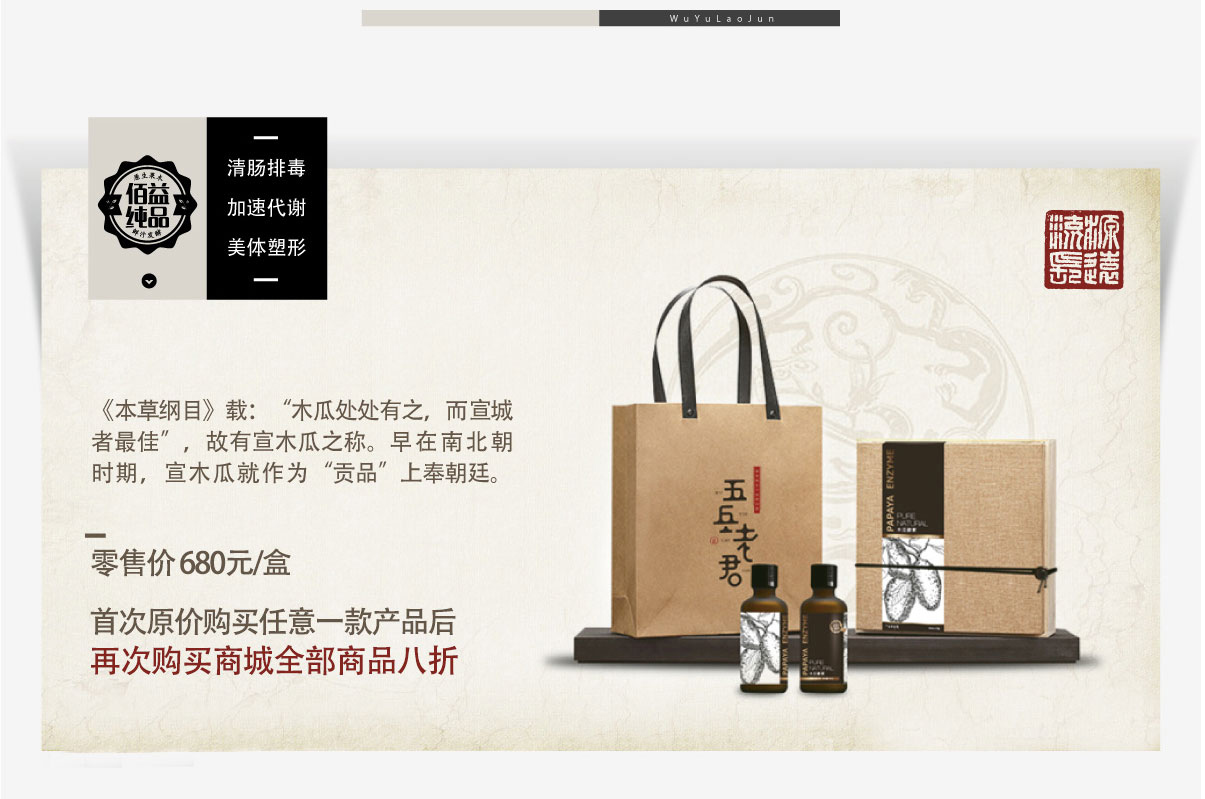 WuYuLaoJun
佰益
纯品
清肠排毒
加速代谢
美体塑形
源远
流长
《本草纲目》载：“木瓜处处有之，而宣城
者最佳”，故有宣木瓜之称。早在南北朝
时期，宣木瓜就作为“贡品”上奉朝廷。
零售价 680元/盒
首次原价购买任意一款产品后
再次购买商城全部商品八折
五乒老君
PAPAYA ENZYME
PURE
NATURAL
PAPAYA ENZYME
PAPAYA ENZYME
PURE
NATURAL